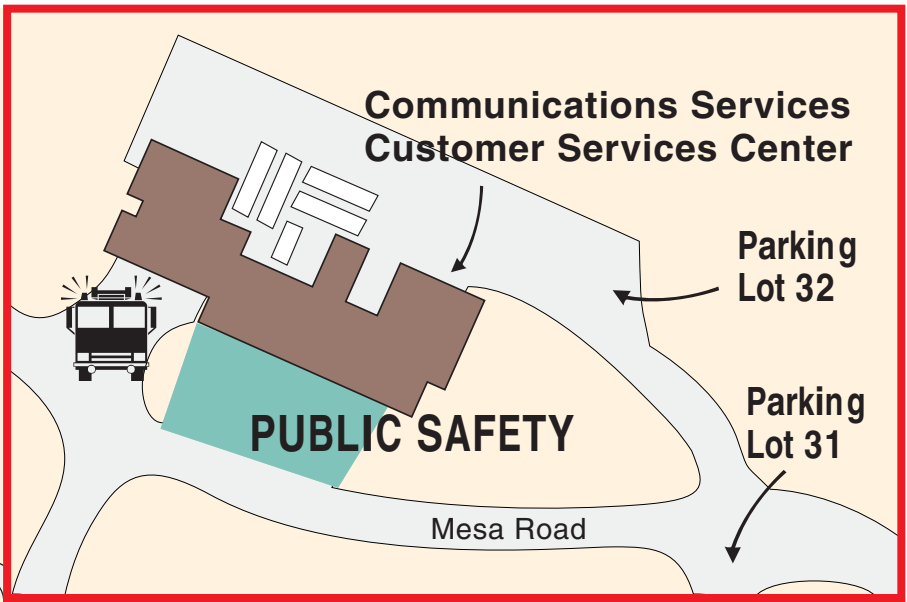 Communications Services
Customer Services Center
Parking
Lot 32
Parking
Lot 31
PUBLIC SAFETY
Mesa Road